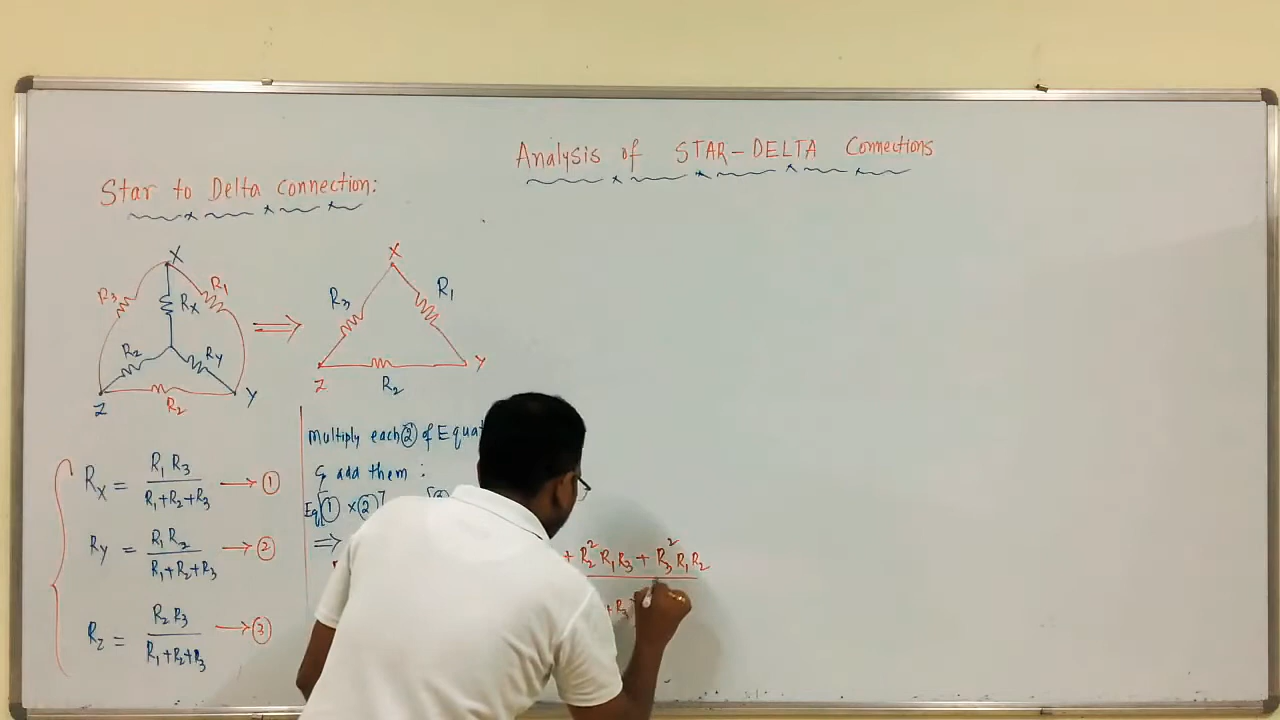 Analysis of STAR-DELTA Connections
Star to Delta connection:
X
R3
R1
RX
RZ
RY
Z
R2
Y
X
R3
R1
Z
R2
Y
RX = R1 R3 / R1+R2+R3 → ①
RY = R1 R2 / R1+R2+R3 → ②
RZ = R2 R3 / R1+R2+R3 → ③
Multiply each ② of
& add them :
Eq[① × ②]
⇒
+ R2² R1 R3 + R3² R1 R2
+ R3